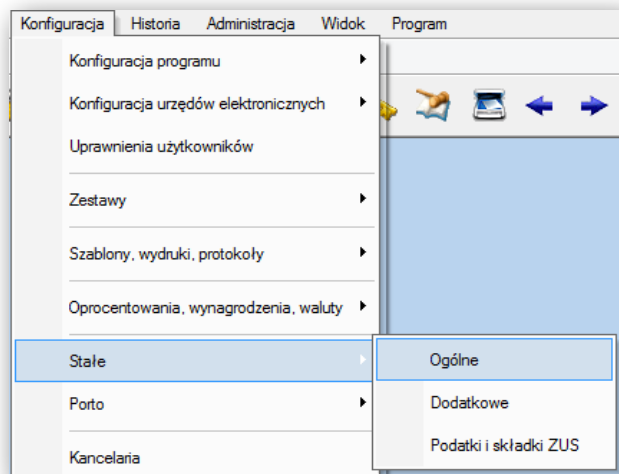 Konfiguracja Historia Administracja Widok Program
Konfiguracja programu
Konfiguracja urzędów elektronicznych
Uprawnienia użytkowników
Zestawy
Szablony, wydruki, protokoły
Oprocentowania, wynagrodzenia, waluty
Stałe
Ogólne
Porto
Dodatkowe
Kancelaria
Podatki i składki ZUS